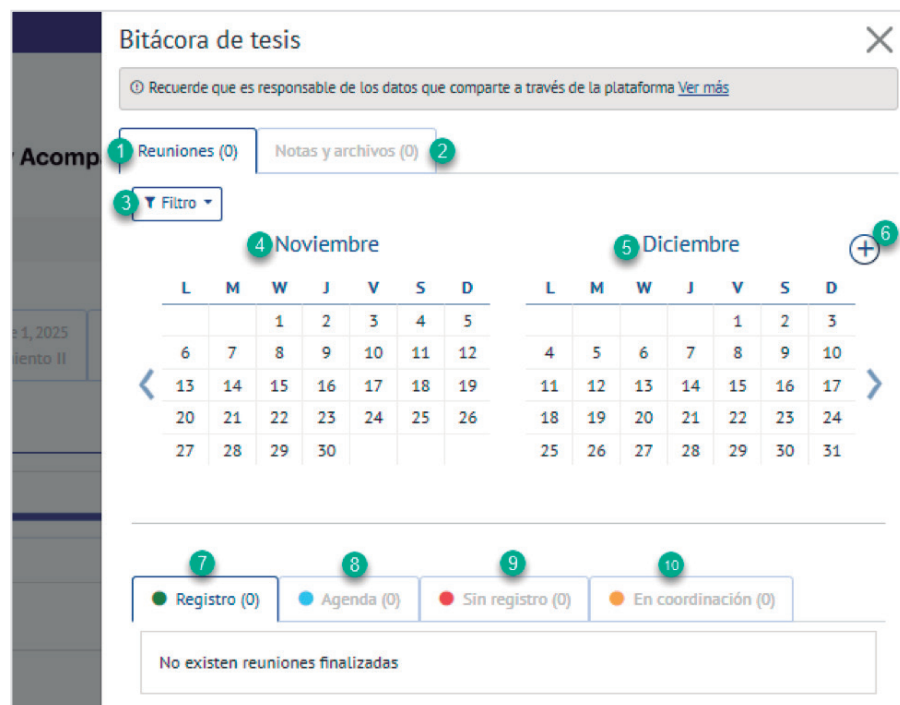 Bitácora de tesis
Recuerde que es responsable de los datos que comparte a través de la plataforma Ver más
Acomp
1 Reuniones (0) Notas y archivos (0) 2
3 Filtro
4 Noviembre 5 Diciembre 6
L M W J V S D L M W J V S D
1 2 3 4 5 1 2 3
e 1, 2025
6 7 8 9 10 11 12 4 5 6 7 8 9 10
iento II
13 14 15 16 17 18 19 11 12 13 14 15 16 17
20 21 22 23 24 25 26 18 19 20 21 22 23 24
27 28 29 30 25 26 27 28 29 30 31
7 8 9 10
Registro (0) Agenda (0) Sin registro (0) En coordinación (0)
No existen reuniones finalizadas